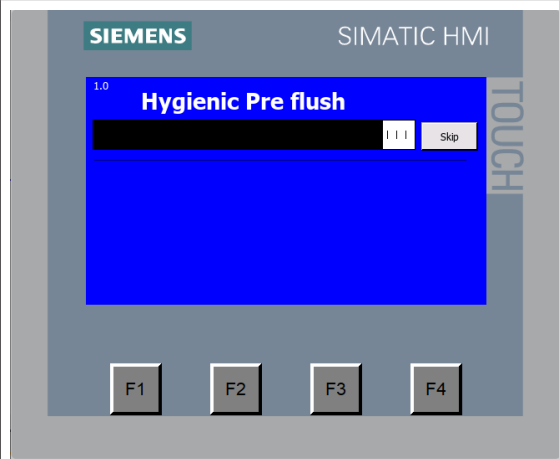 SIEMENS
SIMATIC HMI
TOUCH
1.0
Hygienic Pre flush
Skip
F1
F2
F3
F4